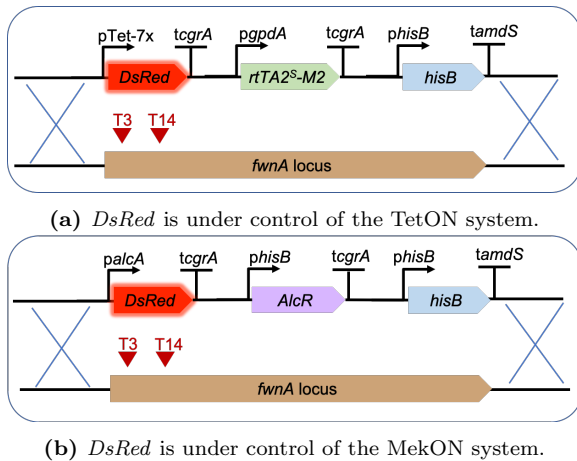 pTet-7x tcgrA pgpdA tcgrA phisB tamdS
DsRed rtTA2ˢ-M2 hisB
T3 T14
fwnA locus
(a) DsRed is under control of the TetON system.
palcA tcgrA phisB tcgrA phisB tamdS
DsRed AlcR hisB
T3 T14
fwnA locus
(b) DsRed is under control of the MekON system.